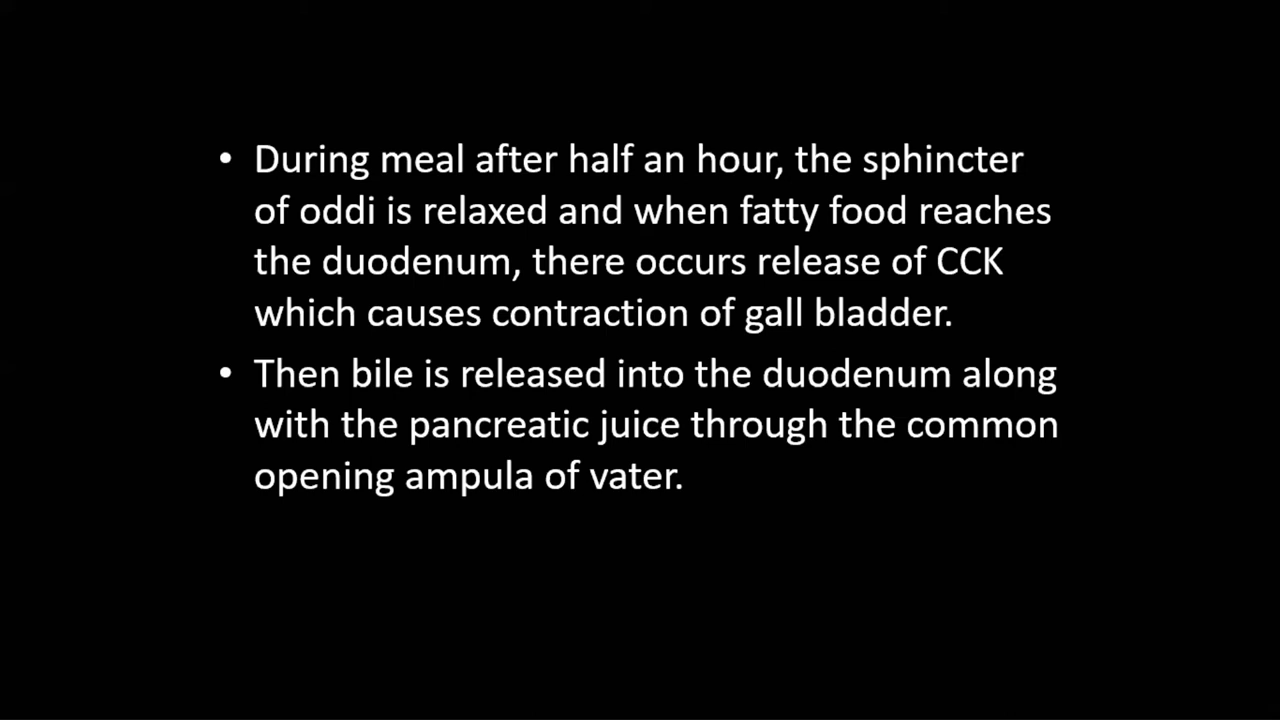 • During meal after half an hour, the sphincter
of oddi is relaxed and when fatty food reaches
the duodenum, there occurs release of CCK
which causes contraction of gall bladder.
• Then bile is released into the duodenum along
with the pancreatic juice through the common
opening ampula of vater.